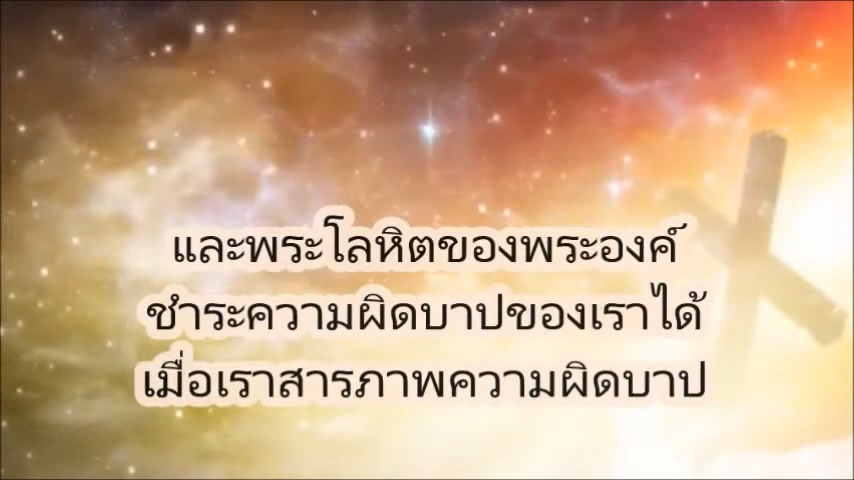 และพระโลหิตของพระองค์
ชำระความผิดบาปของเราได้
เมื่อเราสารภาพความผิดบาป